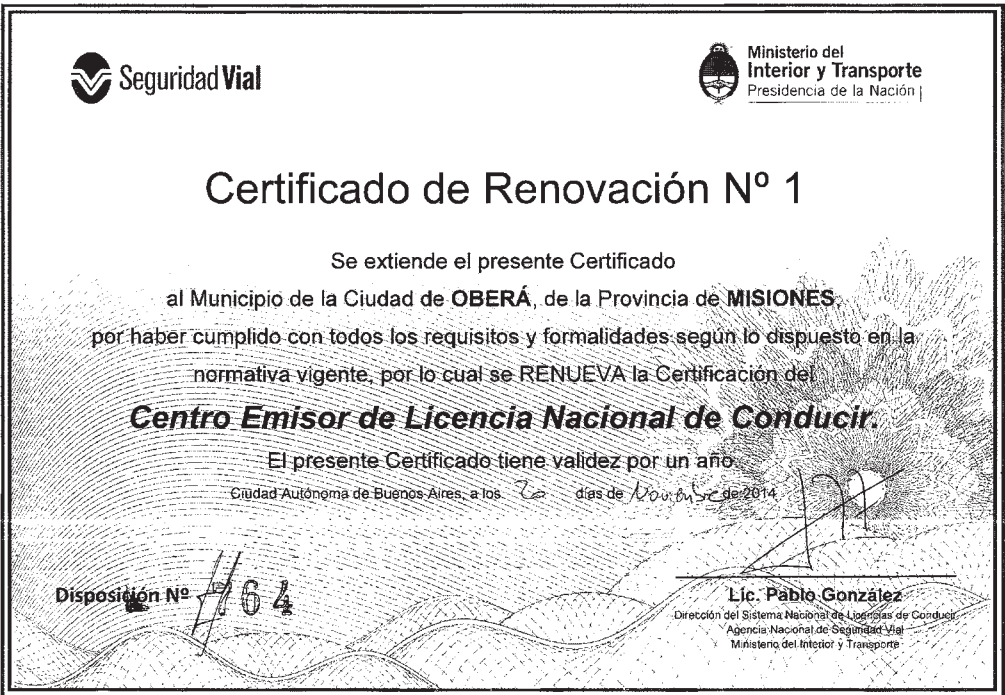 Seguridad Vial
Ministerio del
Interior y Transporte
Presidencia de la Nación
Certificado de Renovación Nº 1
Se extiende el presente Certificado
al Municipio de la Ciudad de OBERÁ, de la Provincia de MISIONES,
por haber cumplido con todos los requisitos y formalidades según lo dispuesto en la
normativa vigente, por lo cual se RENUEVA la Certificación del
Centro Emisor de Licencia Nacional de Conducir.
El presente Certificado tiene validez por un año.
Ciudad Autónoma de Buenos Aires, a los 20 días de Noviembre de 2014
Disposición Nº 764
Lic. Pablo González
Dirección del Sistema Nacional de Licencias de Conducir
Agencia Nacional de Seguridad Vial
Ministerio del Interior y Transporte